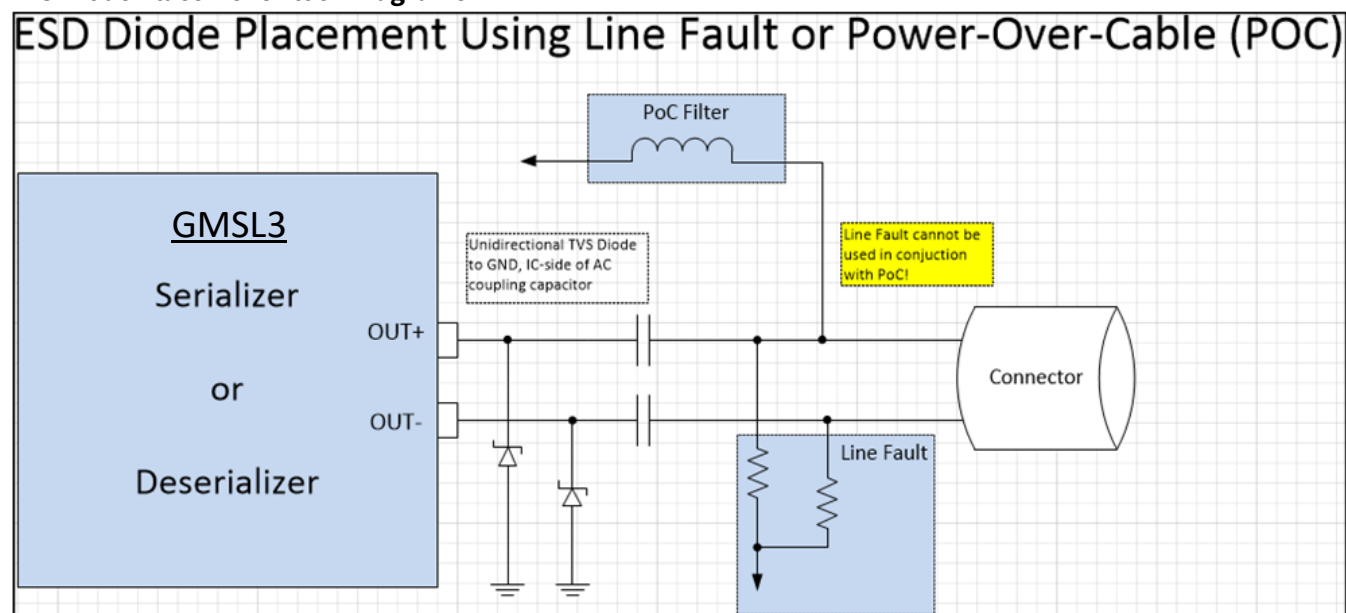 ESD Diode Placement Using Line Fault or Power-Over-Cable (POC)
PoC Filter
GMSL3
Serializer
or
Deserializer
Unidirectional TVS Diode
to GND, IC-side of AC
coupling capacitor
Line Fault cannot be
used in conjuction
with PoC!
OUT+
OUT-
Connector
Line Fault